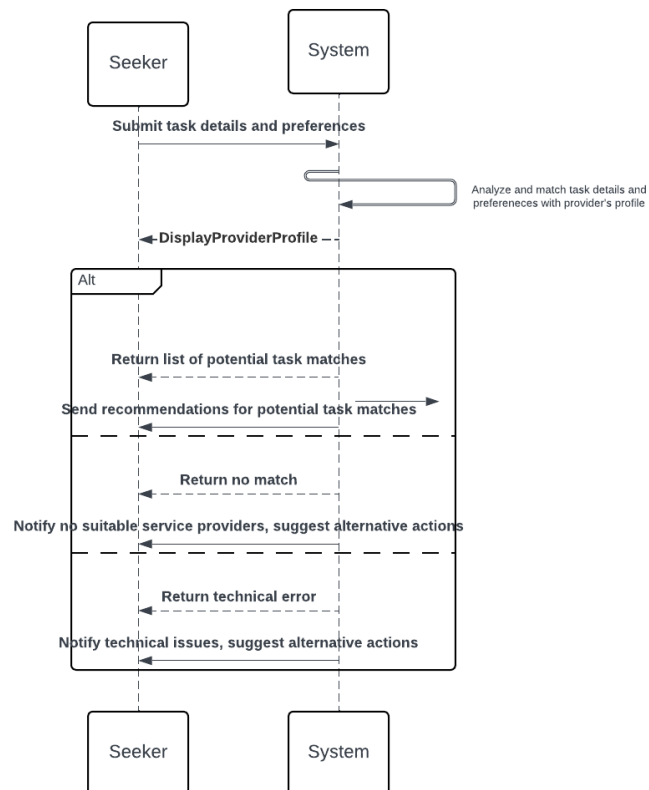 System
Seeker
Submit task details and preferences
Analyze and match task details and
prefereneces with provider's profile
DisplayProviderProfile
Alt
Return list of potential task matches
Send recommendations for potential task matches
Return no match
Notify no suitable service providers, suggest alternative actions
Return technical error
Notify technical issues, suggest alternative actions
Seeker
System